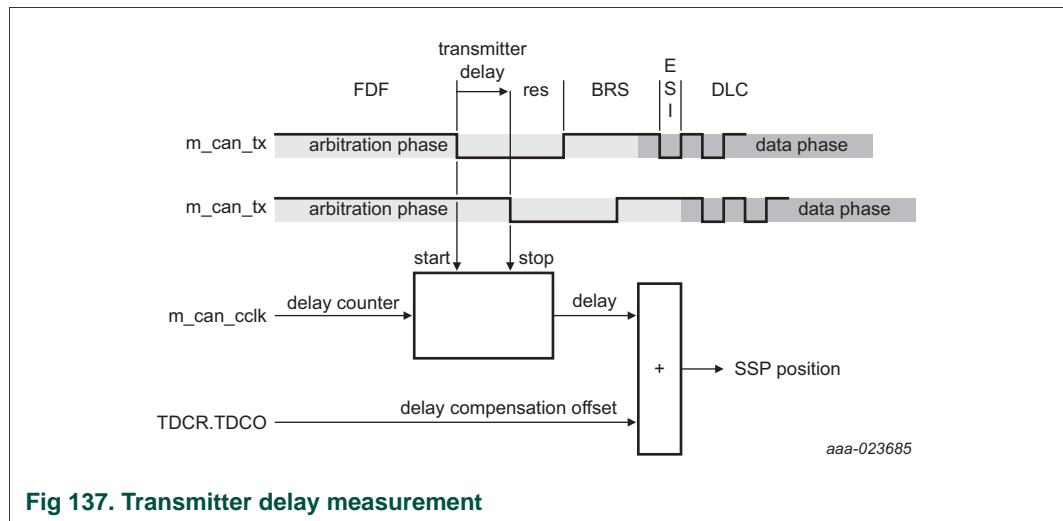 transmitter
delay
FDF
res
BRS
E
S
I
DLC
m_can_tx
arbitration phase
data phase
m_can_tx
arbitration phase
data phase
start
stop
m_can_cclk
delay counter
delay
+
SSP position
TDCR.TDCO
delay compensation offset
aaa-023685
Fig 137. Transmitter delay measurement